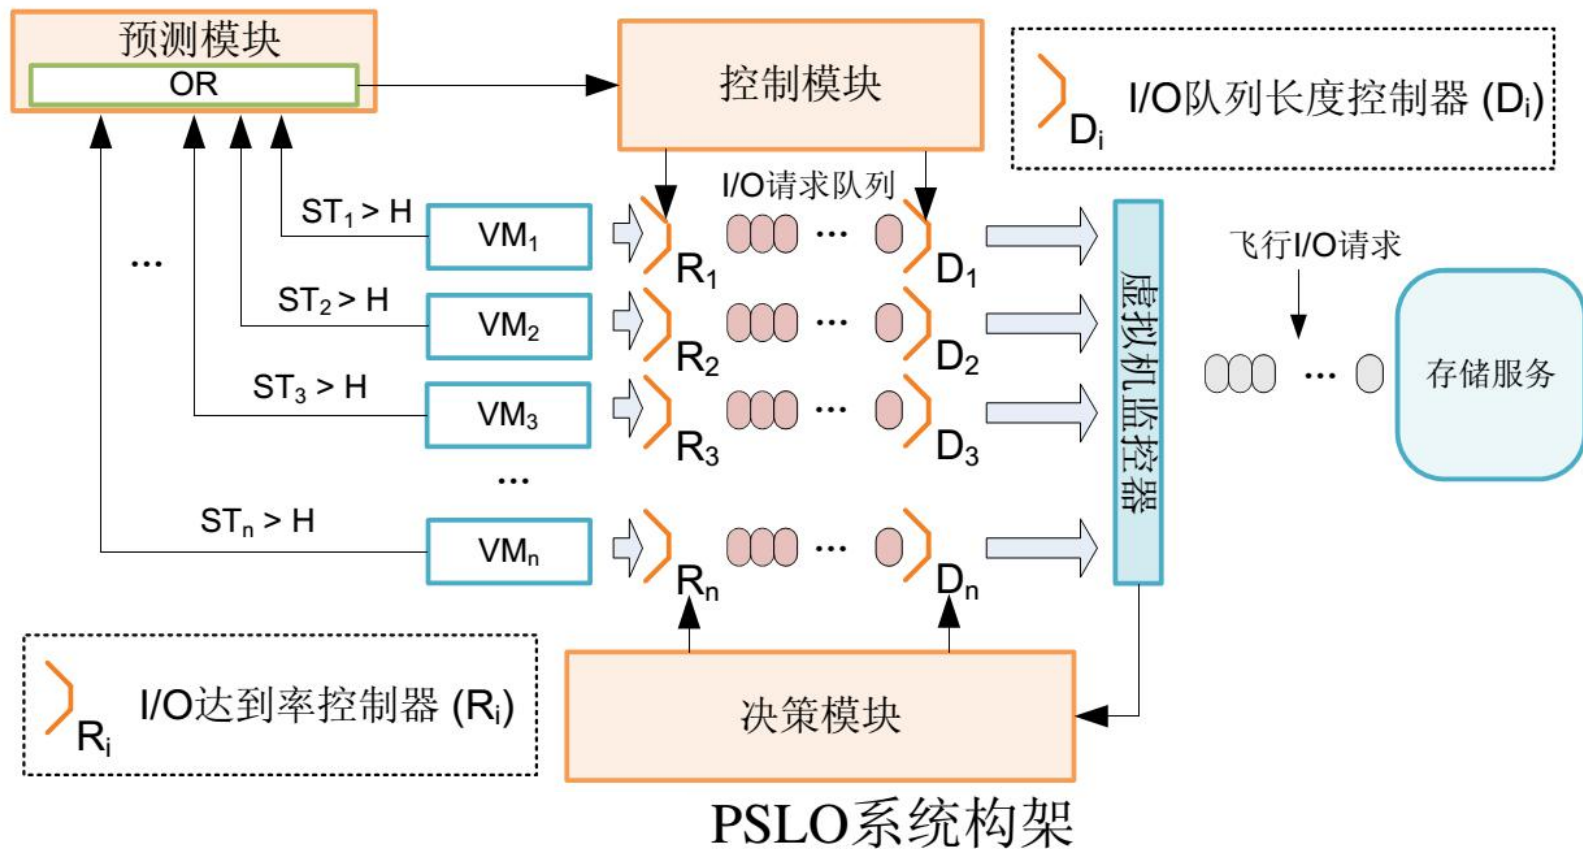 预测模块
OR
控制模块
I/O队列长度控制器 (Di)
Di
I/O请求队列
ST1 > H
VM1
R1
...
D1
...
ST2 > H
VM2
R2
...
D2
ST3 > H
VM3
R3
...
D3
...
STn > H
VMn
Rn
...
Dn
虚拟机监控器
飞行I/O请求
...
存储服务
I/O达到率控制器 (Ri)
Ri
决策模块
PSLO系统构架